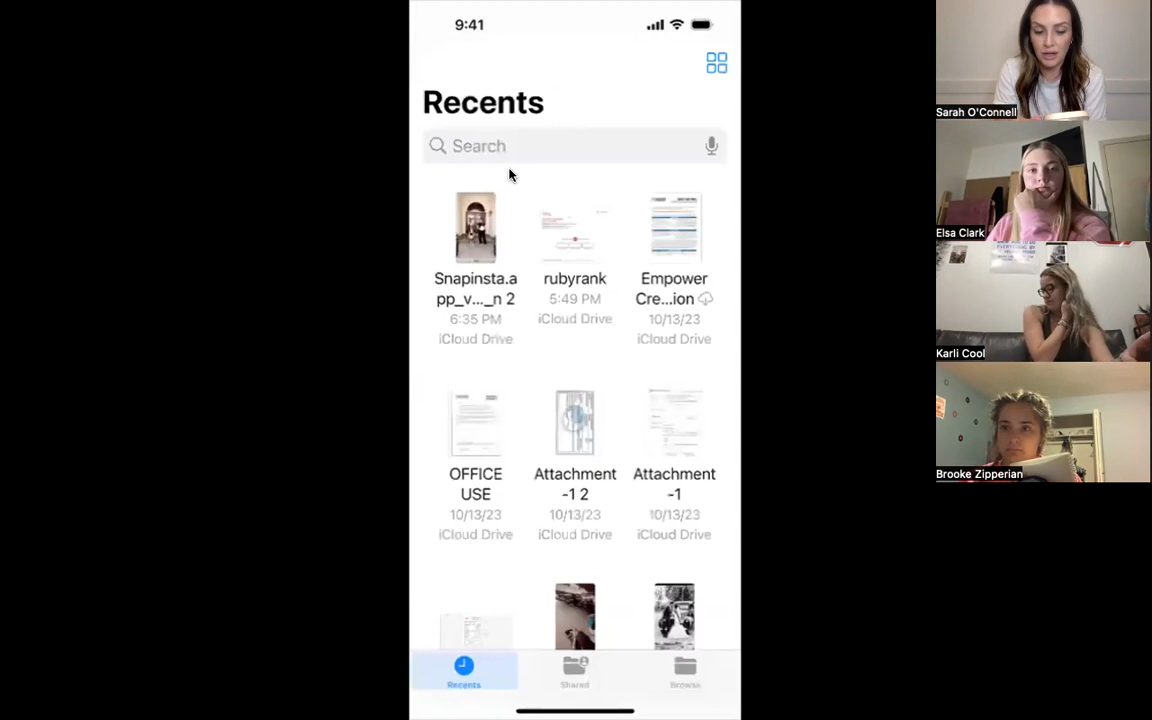 9:41
Recents
Search
Snapinsta.a
pp_v..._n 2
6:35 PM
iCloud Drive
rubyrank
5:49 PM
iCloud Drive
Empower
Cre...ion
10/13/23
iCloud Drive
OFFICE
USE
10/13/23
iCloud Drive
Attachment
-1 2
10/13/23
iCloud Drive
Attachment
-1
10/13/23
iCloud Drive
Recents
Shared
Browse
Sarah O'Connell
Elsa Clark
Karli Cool
Brooke Zipperian